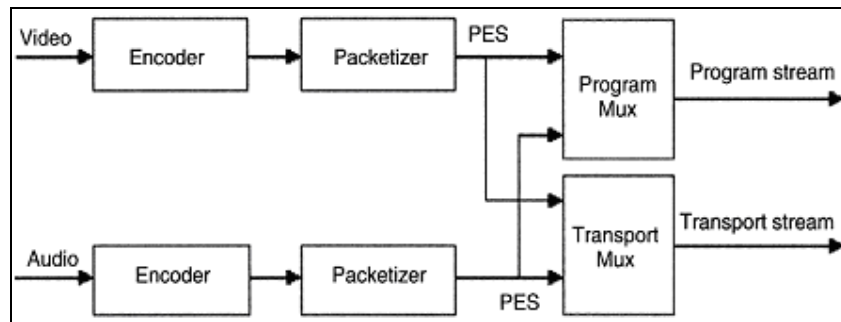 Video
Encoder
Packetizer
PES
Program
Mux
Program stream
Audio
Encoder
Packetizer
PES
Transport
Mux
Transport stream